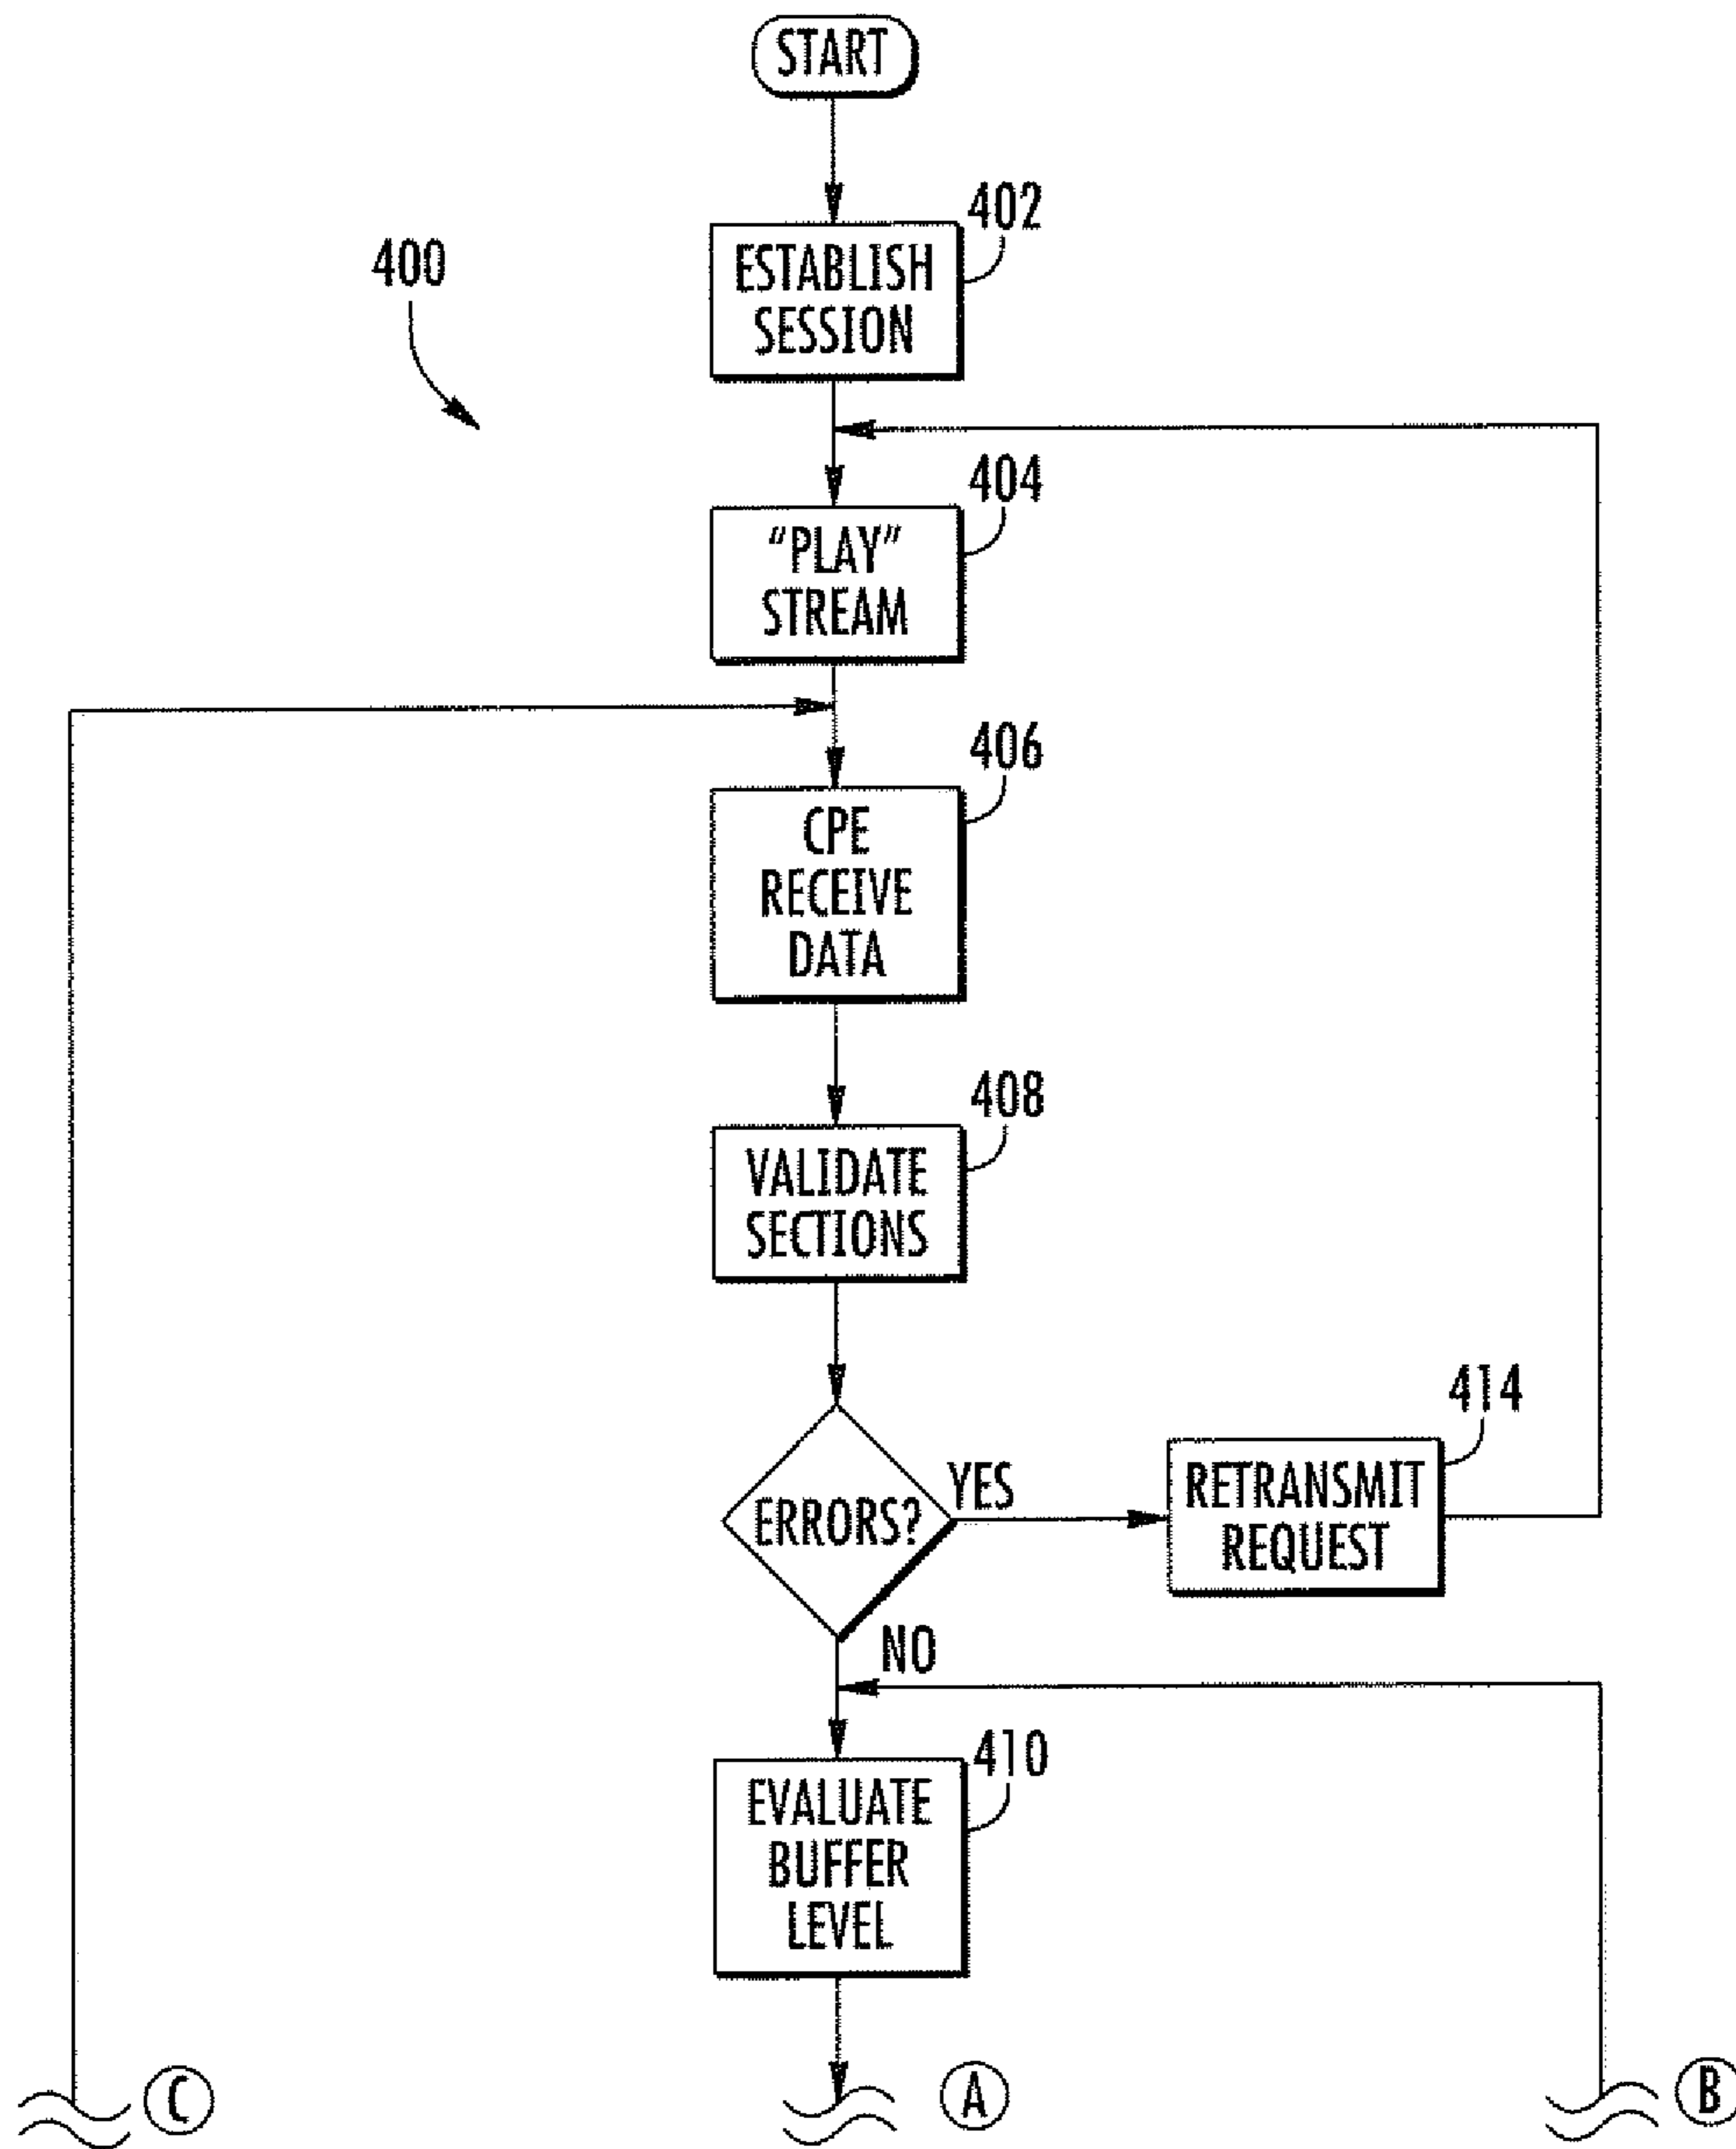 START
402
400
ESTABLISH
SESSION
404
"PLAY"
STREAM
406
CPE
RECEIVE
DATA
408
VALIDATE
SECTIONS
414
ERRORS?
YES
RETRANSMIT
REQUEST
NO
410
EVALUATE
BUFFER
LEVEL
C
A
B